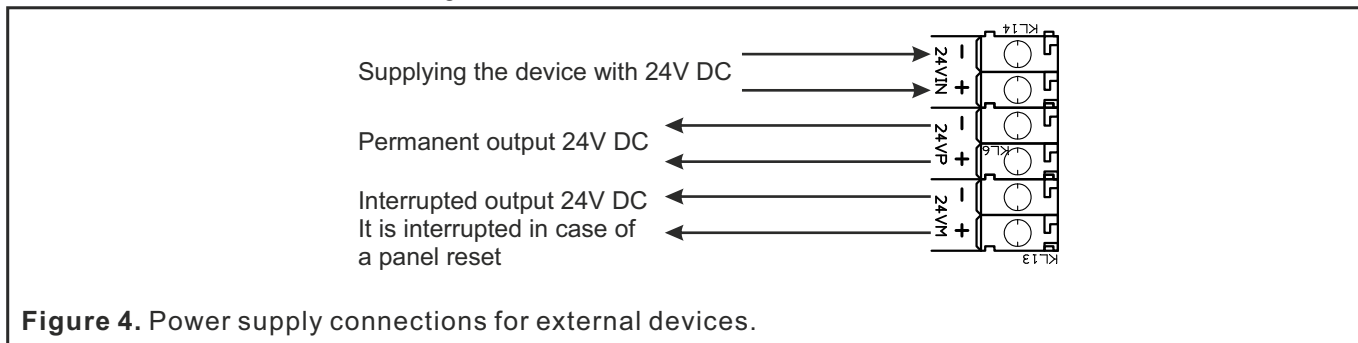 KL14
Supplying the device with 24V DC
24VIN - +
Permanent output 24V DC
24VP - +
KL6
Interrupted output 24V DC
It is interrupted in case of
a panel reset
24VM - +
KL13
Figure 4. Power supply connections for external devices.